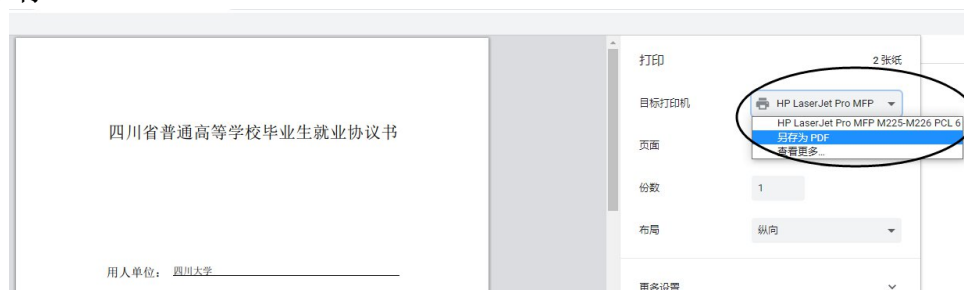 四川省普通高等学校毕业生就业协议书
用人单位： 四川大学
打印
2 张纸
目标打印机
HP LaserJet Pro MFP
HP LaserJet Pro MFP M225-M226 PCL 6
另存为 PDF
查看更多...
页面
份数
1
布局
纵向
更多设置